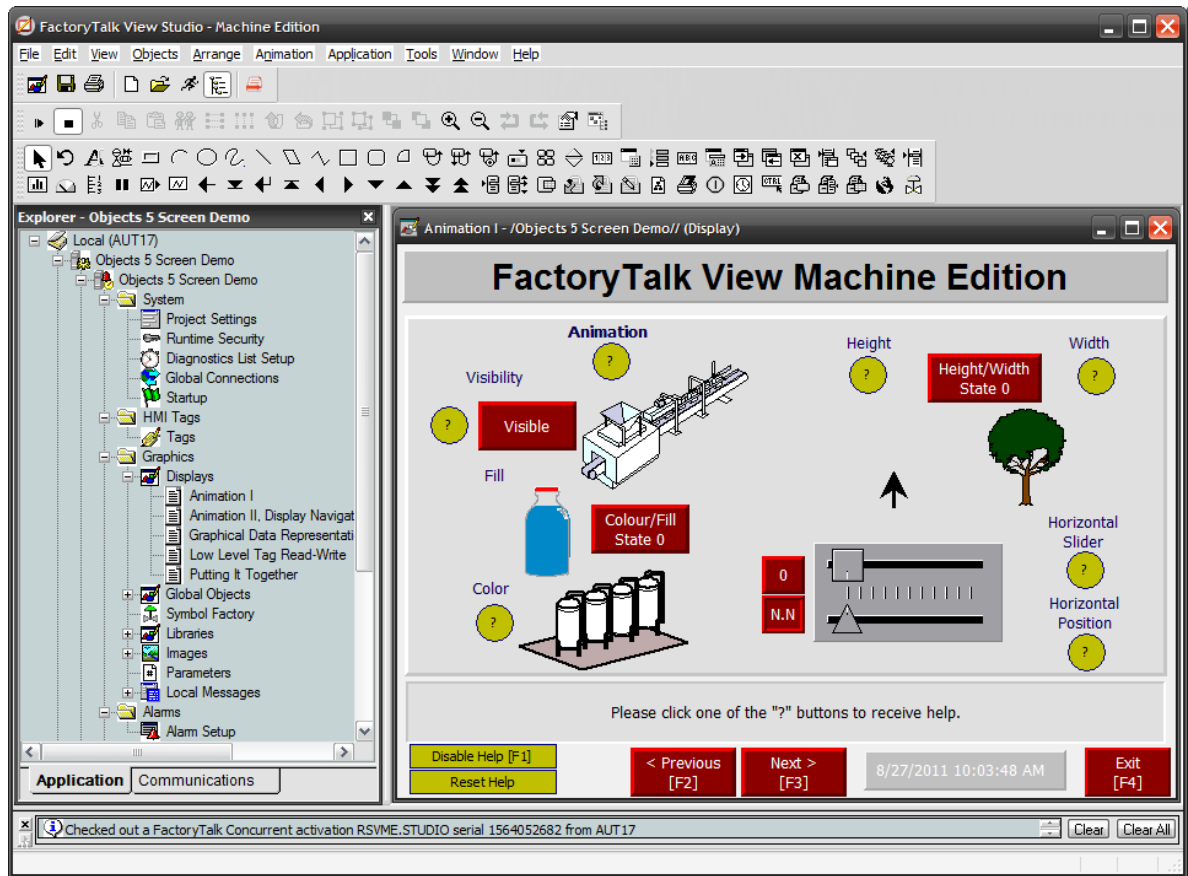 FactoryTalk View Studio - Machine Edition
File Edit View Objects Arrange Animation Application Tools Window Help
Explorer - Objects 5 Screen Demo
Local (AUT17)
Objects 5 Screen Demo
Objects 5 Screen Demo
System
Project Settings
Runtime Security
Diagnostics List Setup
Global Connections
Startup
HMI Tags
Tags
Graphics
Displays
Animation I
Animation II, Display Navigat
Graphical Data Representati
Low Level Tag Read-Write
Putting It Together
Global Objects
Symbol Factory
Libraries
Images
Parameters
Local Messages
Alarms
Alarm Setup
Application Communications
Animation I - /Objects 5 Screen Demo// (Display)
FactoryTalk View Machine Edition
Animation
?
Visibility
?
Visible
Fill
Colour/Fill
State 0
Color
?
Height
?
Height/Width
State 0
Width
?
Horizontal
Slider
?
0
N.N
Horizontal
Position
?
Please click one of the "?" buttons to receive help.
Disable Help [F1]
Reset Help
< Previous
[F2]
Next >
[F3]
8/27/2011 10:03:48 AM
Exit
[F4]
Checked out a FactoryTalk Concurrent activation RSVME.STUDIO serial 1564052682 from AUT17
Clear Clear All